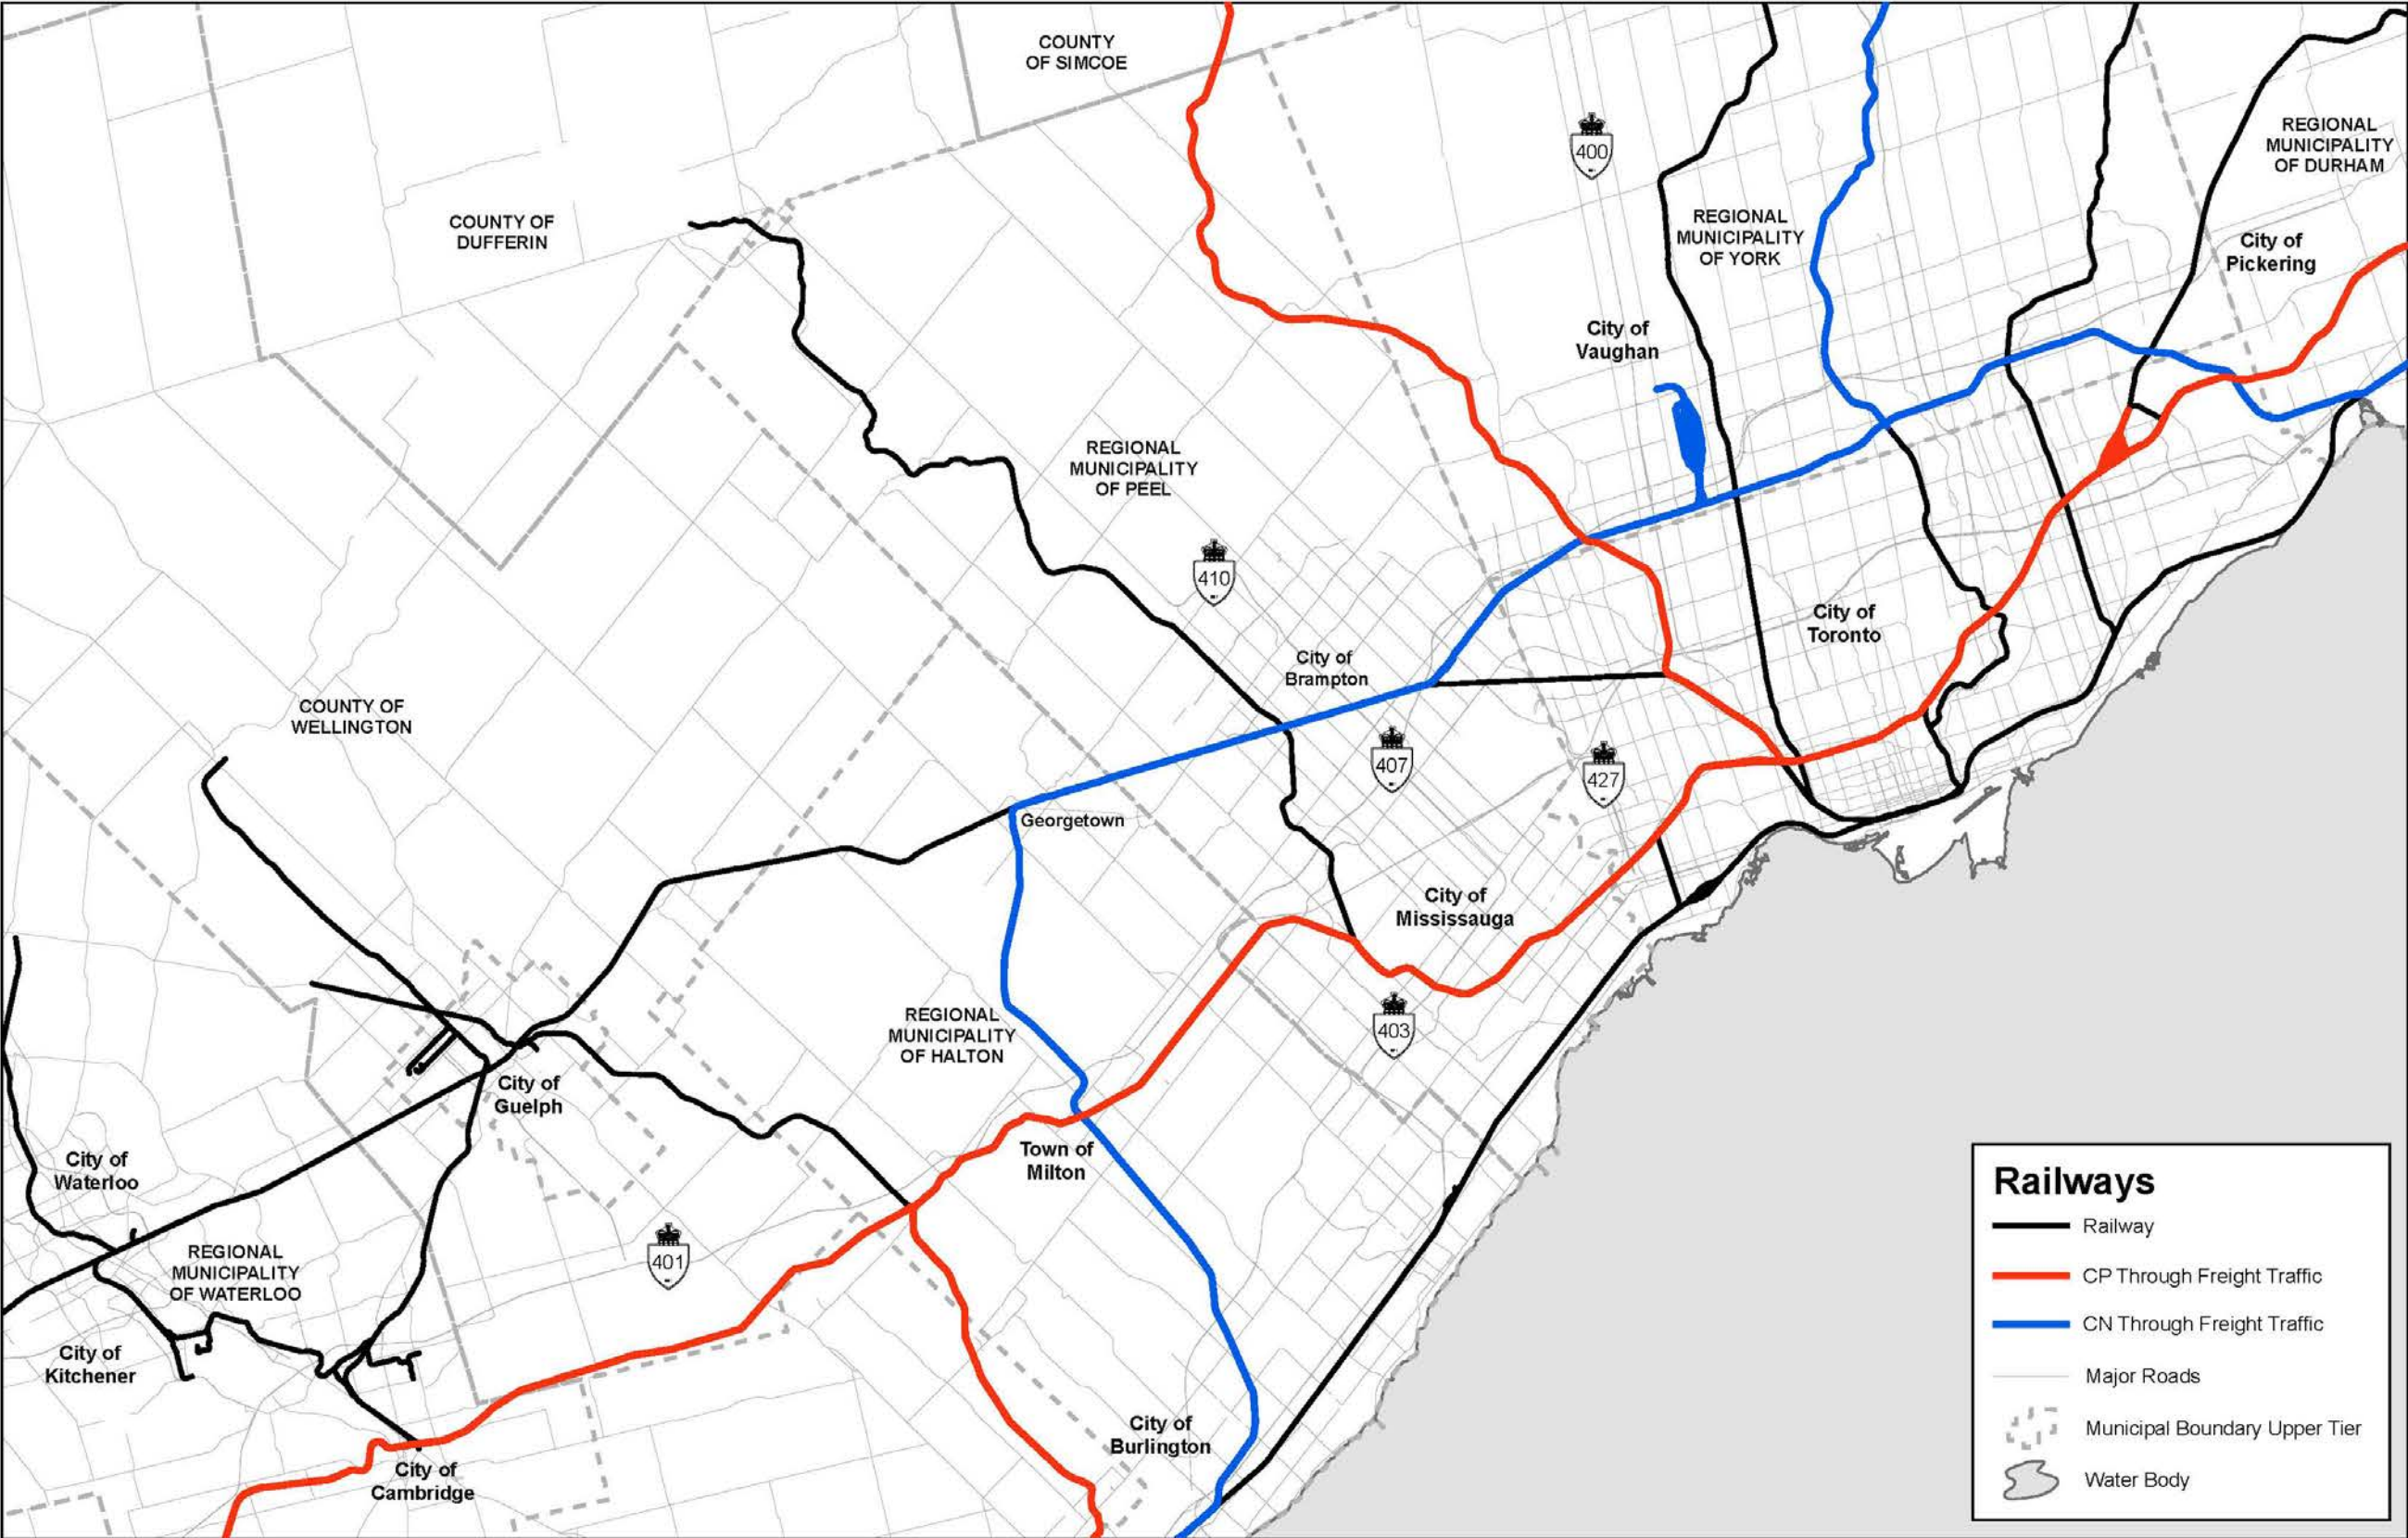 COUNTY
OF SIMCOE
400
REGIONAL
MUNICIPALITY
OF DURHAM
COUNTY OF
DUFFERIN
REGIONAL
MUNICIPALITY
OF YORK
City of
Pickering
City of
Vaughan
REGIONAL
MUNICIPALITY
OF PEEL
410
City of
Toronto
City of
Brampton
COUNTY OF
WELLINGTON
407
427
Georgetown
City of
Mississauga
REGIONAL
MUNICIPALITY
OF HALTON
403
City of
Guelph
City of
Waterloo
Town of
Milton
REGIONAL
MUNICIPALITY
OF WATERLOO
401
City of
Kitchener
City of
Burlington
City of
Cambridge
Railways
Railway
CP Through Freight Traffic
CN Through Freight Traffic
Major Roads
Municipal Boundary Upper Tier
Water Body